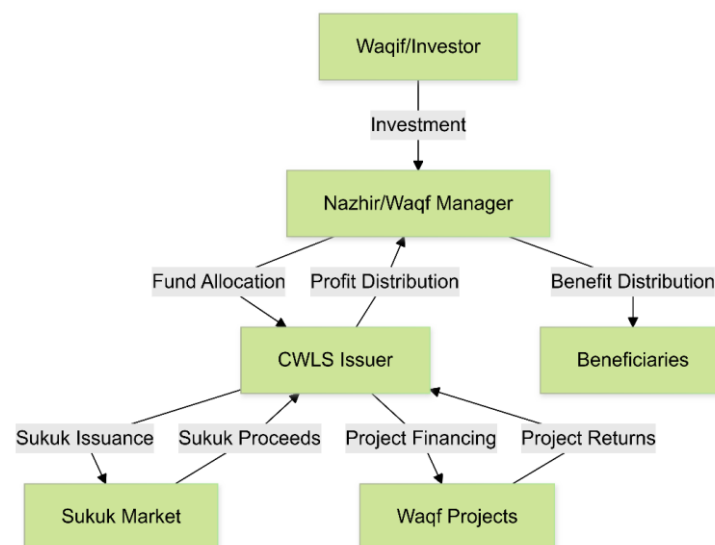 Waqif/Investor
Investment
Nazhir/Waqf Manager
Fund Allocation
Profit Distribution
Benefit Distribution
CWLS Issuer
Beneficiaries
Sukuk Issuance
Sukuk Proceeds
Project Financing
Project Returns
Sukuk Market
Waqf Projects